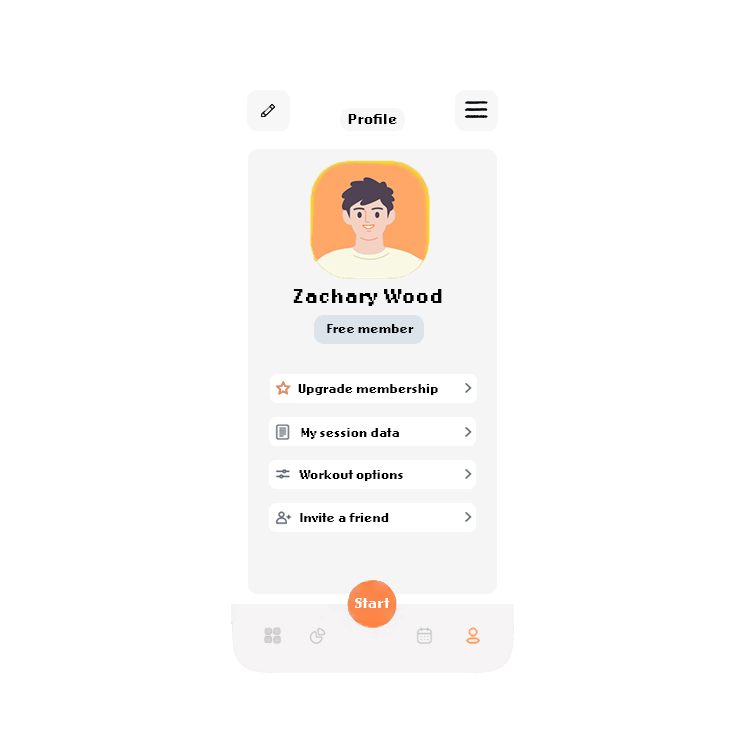 Profile
Zachary Wood
Free member
Upgrade membership
My session data
Workout options
Invite a friend
Start